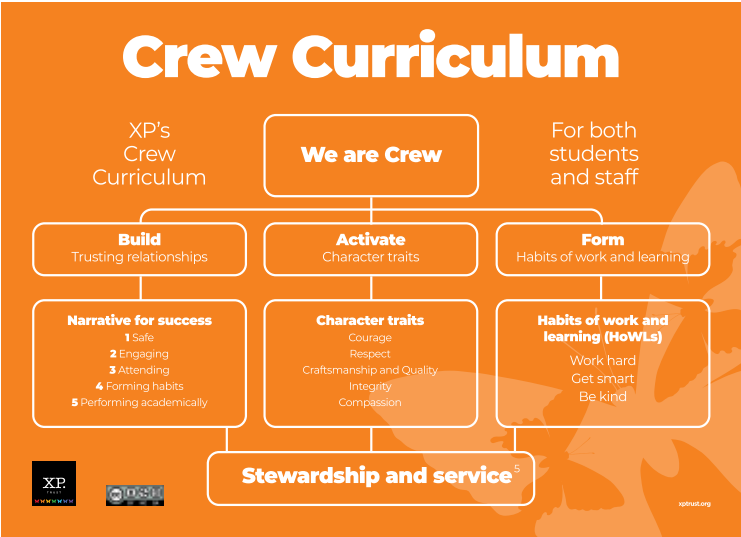 Crew Curriculum
XP's
Crew
Curriculum
We are Crew
For both
students
and staff
Build
Trusting relationships
Activate
Character traits
Form
Habits of work and learning
Narrative for success
1 Safe
2 Engaging
3 Attending
4 Forming habits
5 Performing academically
Character traits
Courage
Respect
Craftsmanship and Quality
Integrity
Compassion
Habits of work and
learning (HoWLs)
Work hard
Get smart
Be kind
Stewardship and service5
XP.
TRUST
xptrust.org